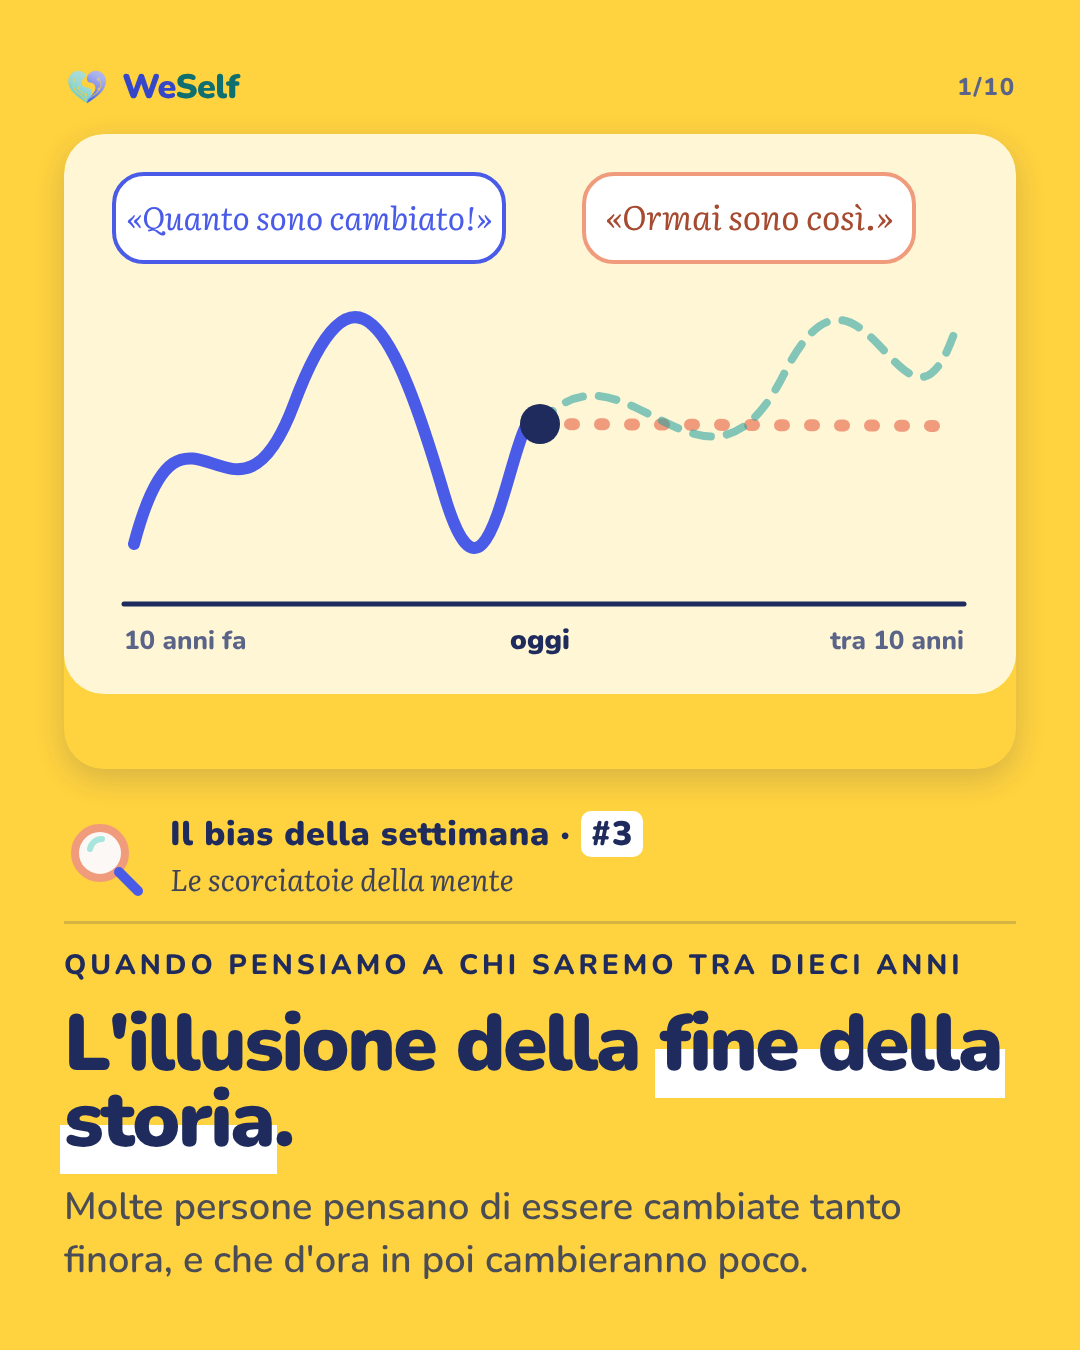 WeSelf
1/10
«Quanto sono cambiato!»
«Ormai sono così.»
10 anni fa
oggi
tra 10 anni
Il bias della settimana · #3
Le scorciatoie della mente
QUANDO PENSIAMO A CHI SAREMO TRA DIECI ANNI
L'illusione della fine della
storia.
Molte persone pensano di essere cambiate tanto
finora, e che d'ora in poi cambieranno poco.